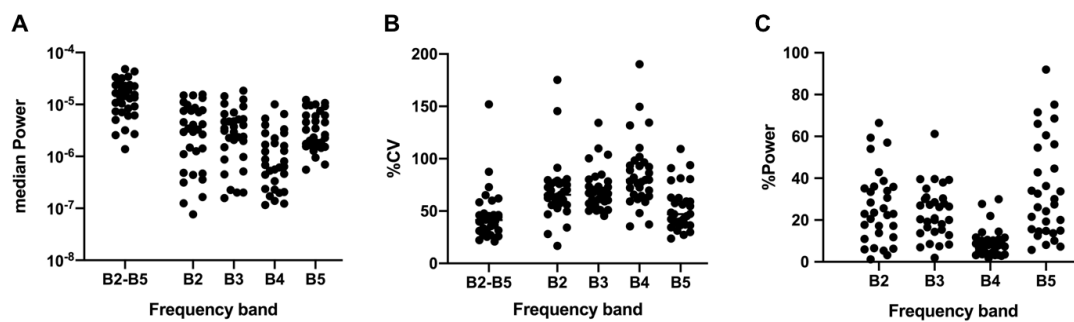 A
median Power
10-4
10-5
10-6
10-7
10-8
B2-B5 B2 B3 B4 B5
Frequency band
B
%CV
200
150
100
50
0
B2-B5 B2 B3 B4 B5
Frequency band
C
%Power
100
80
60
40
20
0
B2 B3 B4 B5
Frequency band